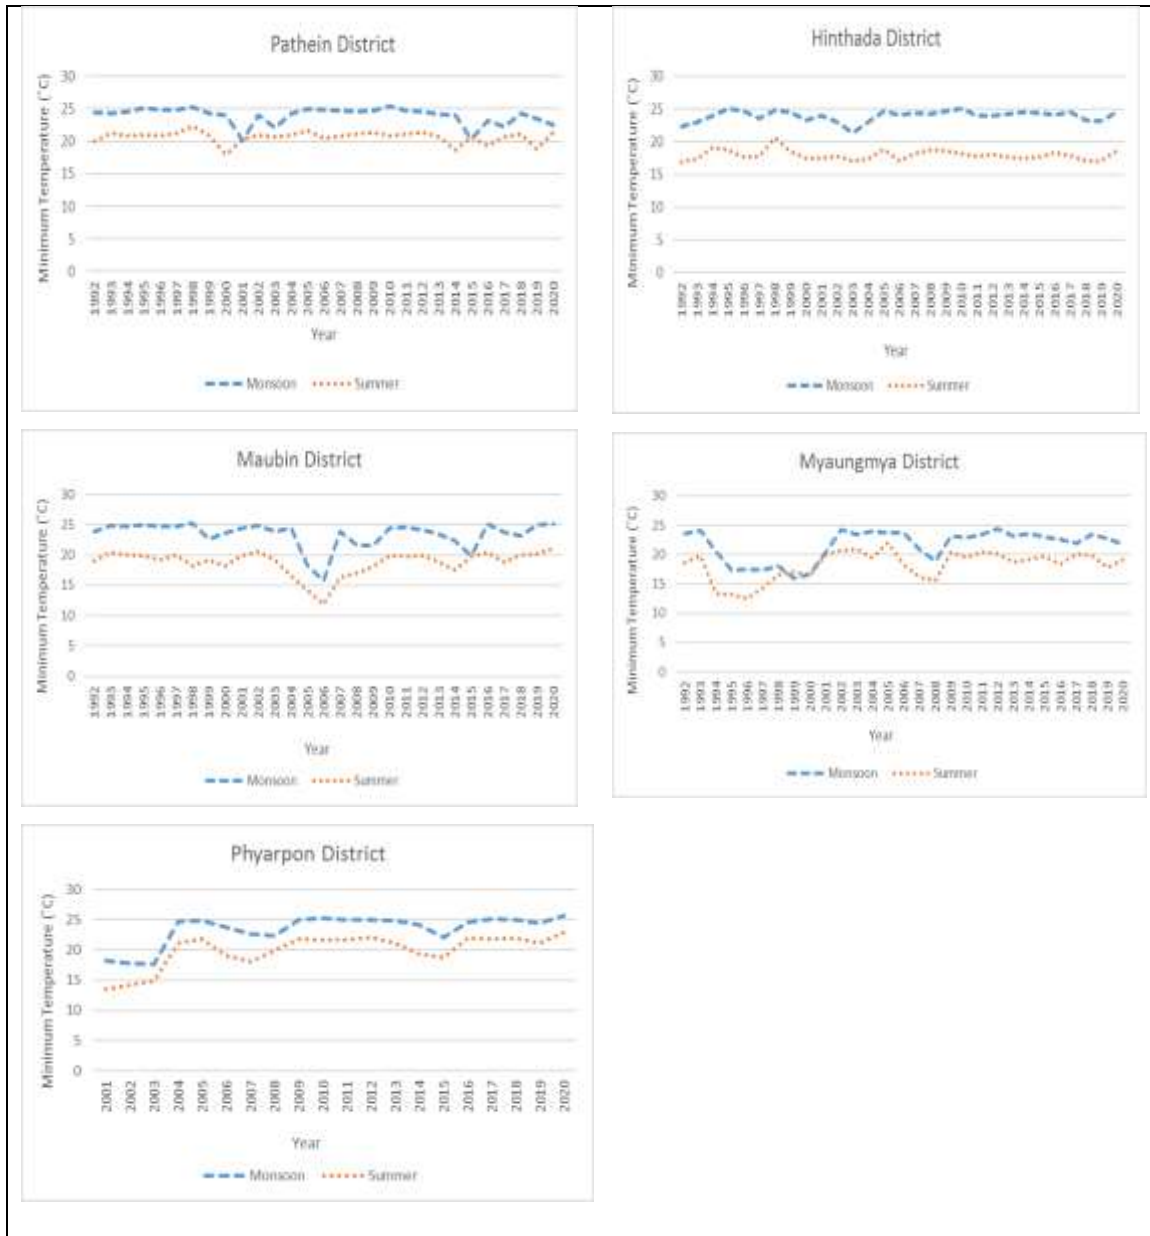 Pathein District
Minimum Temperature (˚C)
30
25
20
15
10
5
0
1992 1993 1994 1995 1996 1997 1998 1999 2000 2001 2002 2003 2004 2005 2006 2007 2008 2009 2010 2011 2012 2013 2014 2015 2016 2017 2018 2019 2020
Year
Monsoon Summer
Hinthada District
Minimum Temperature (˚C)
30
25
20
15
10
5
0
1992 1993 1994 1995 1996 1997 1998 1999 2000 2001 2002 2003 2004 2005 2006 2007 2008 2009 2010 2011 2012 2013 2014 2015 2016 2017 2018 2019 2020
Year
Monsoon Summer
Maubin District
Minimum Temperature (˚C)
30
25
20
15
10
5
0
1992 1993 1994 1995 1996 1997 1998 1999 2000 2001 2002 2003 2004 2005 2006 2007 2008 2009 2010 2011 2012 2013 2014 2015 2016 2017 2018 2019 2020
Year
Monsoon Summer
Myaungmya District
Minimum Temperature (˚C)
30
25
20
15
10
5
0
1992 1993 1994 1995 1996 1997 1998 1999 2000 2001 2002 2003 2004 2005 2006 2007 2008 2009 2010 2011 2012 2013 2014 2015 2016 2017 2018 2019 2020
Year
Monsoon Summer
Phyarpon District
Minimum Temperature (˚C)
30
25
20
15
10
5
0
2001 2002 2003 2004 2005 2006 2007 2008 2009 2010 2011 2012 2013 2014 2015 2016 2017 2018 2019 2020
Year
Monsoon Summer